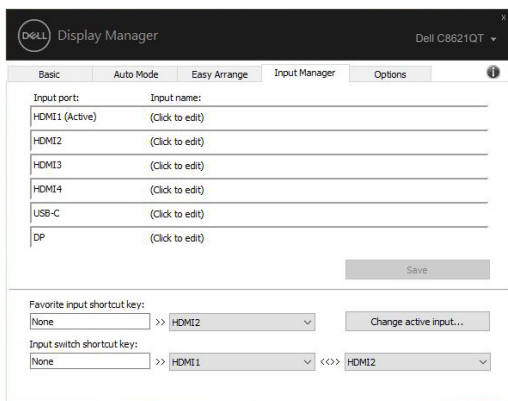 DELL Display Manager
x
Dell C8621QT
Basic Auto Mode Easy Arrange Input Manager Options
Input port: Input name:
HDMI1 (Active) (Click to edit)
HDMI2 (Click to edit)
HDMI3 (Click to edit)
HDMI4 (Click to edit)
USB-C (Click to edit)
DP (Click to edit)
Save
Favorite input shortcut key:
None >> HDMI2 Change active input...
Input switch shortcut key:
None >> HDMI1 <<>> HDMI2